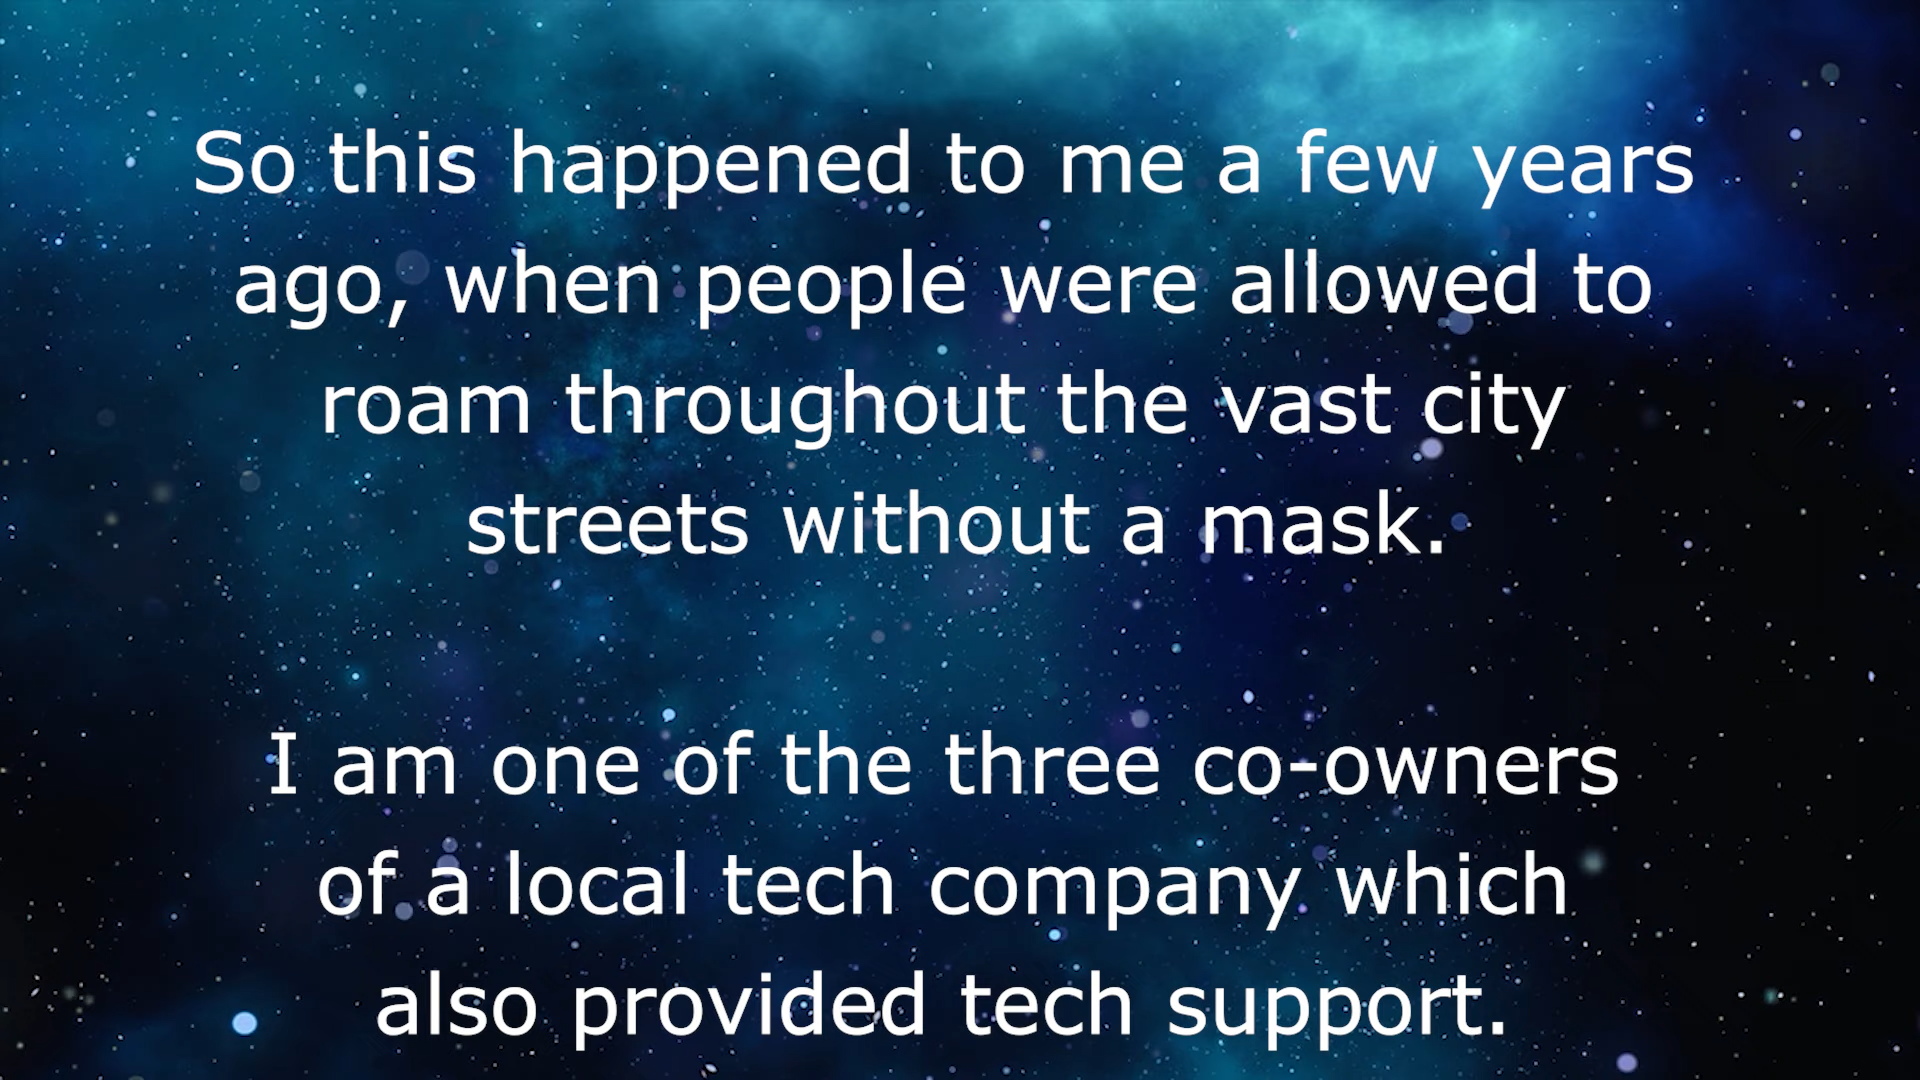 So this happened to me a few years
ago, when people were allowed to
roam throughout the vast city
streets without a mask.
I am one of the three co-owners
of a local tech company which
also provided tech support.